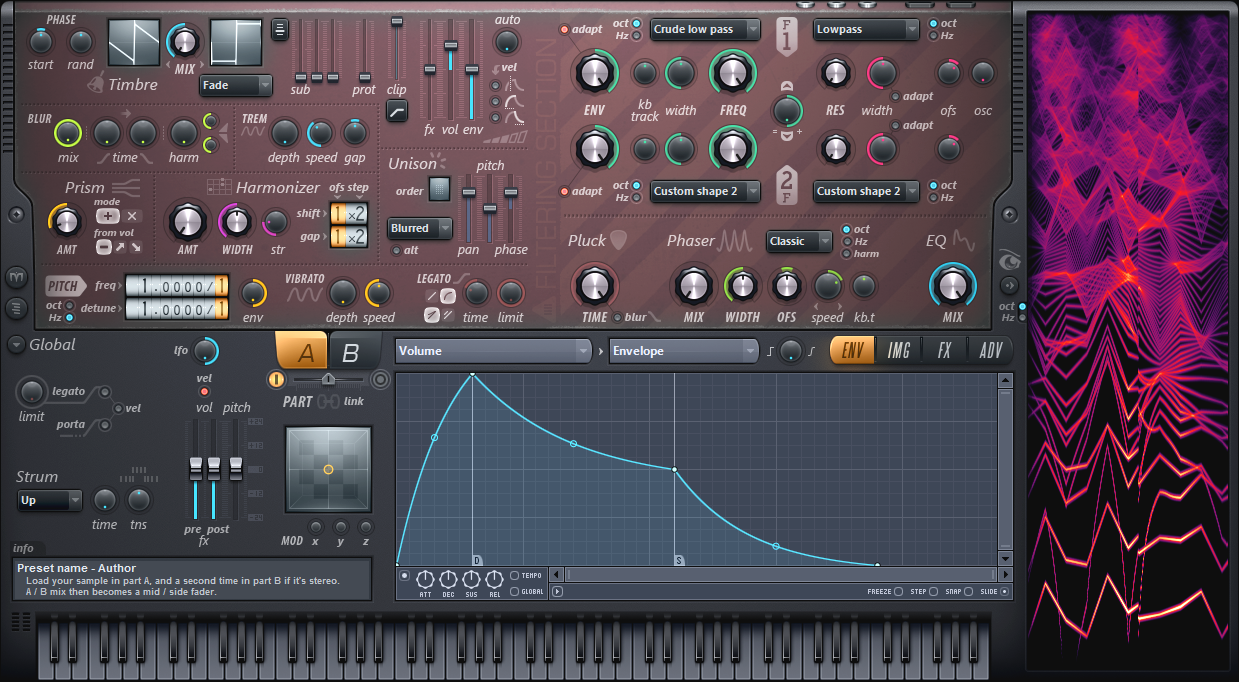 PHASE
start rand
MIX
Timbre
Fade
sub prot clip
auto
vel
fx vol env
BLUR
mix time harm
TREM
depth speed gap
Prism
mode
+ ×
from vol
AMT
Harmonizer
ofs step
shift 1 ×2
gap 1 ×2
AMT WIDTH str
Unison
order
pitch
Blurred
alt
pan phase
PITCH freq 1.0000/1
oct
Hz
detune 1.0000/1
env
VIBRATO
depth speed
LEGATO
time limit
adapt
oct
Hz
Crude low pass
F
1
Lowpass
oct
Hz
ENV kb
track width FREQ
RES width adapt ofs osc
adapt
= +
adapt
oct
Hz
Custom shape 2
2
F
Custom shape 2
oct
Hz
Pluck
TIME blur
Phaser
Classic
oct
Hz
harm
MIX WIDTH OFS speed kb.t
EQ
MIX
oct
Hz
Global
lfo
vel
vol pitch
legato
limit
vel
porta
Strum
Up
time tns
pre post
fx
A B
PART link
MOD x y z
Volume
Envelope
ENV IMG FX ADV
D S
ATT DEC SUS REL
TEMPO
GLOBAL
FREEZE STEP SNAP SLIDE
info
Preset name - Author
Load your sample in part A, and a second time in part B if it's stereo.
A / B mix then becomes a mid / side fader.